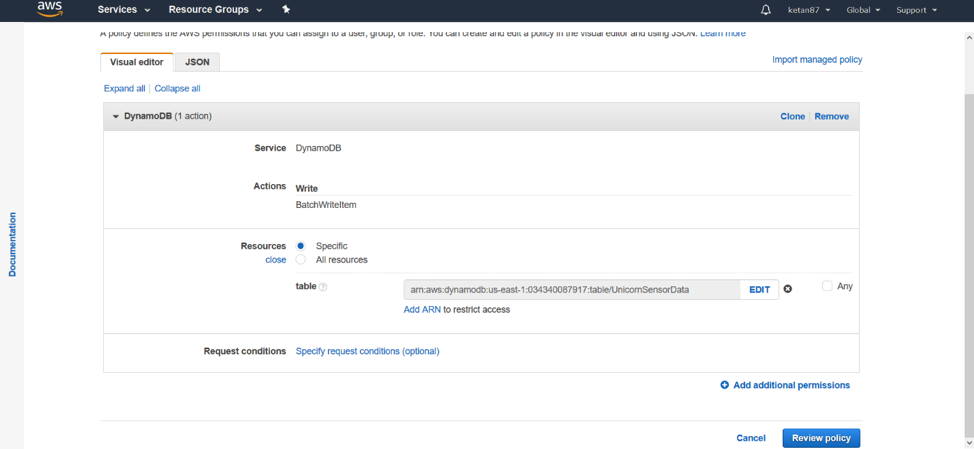 aws Services Resource Groups ketan87 Global Support
A policy defines the AWS permissions that you can assign to a user, group, or role. You can create and edit a policy in the visual editor and using JSON. Learn more
Visual editor JSON Import managed policy
Expand all Collapse all
DynamoDB (1 action) Clone Remove
Service DynamoDB
Actions Write
BatchWriteItem
Resources Specific
close All resources
table ? arn:aws:dynamodb:us-east-1:034340087917:table/UnicornSensorData EDIT Any
Add ARN to restrict access
Request conditions Specify request conditions (optional)
Add additional permissions
Cancel Review policy
Documentation